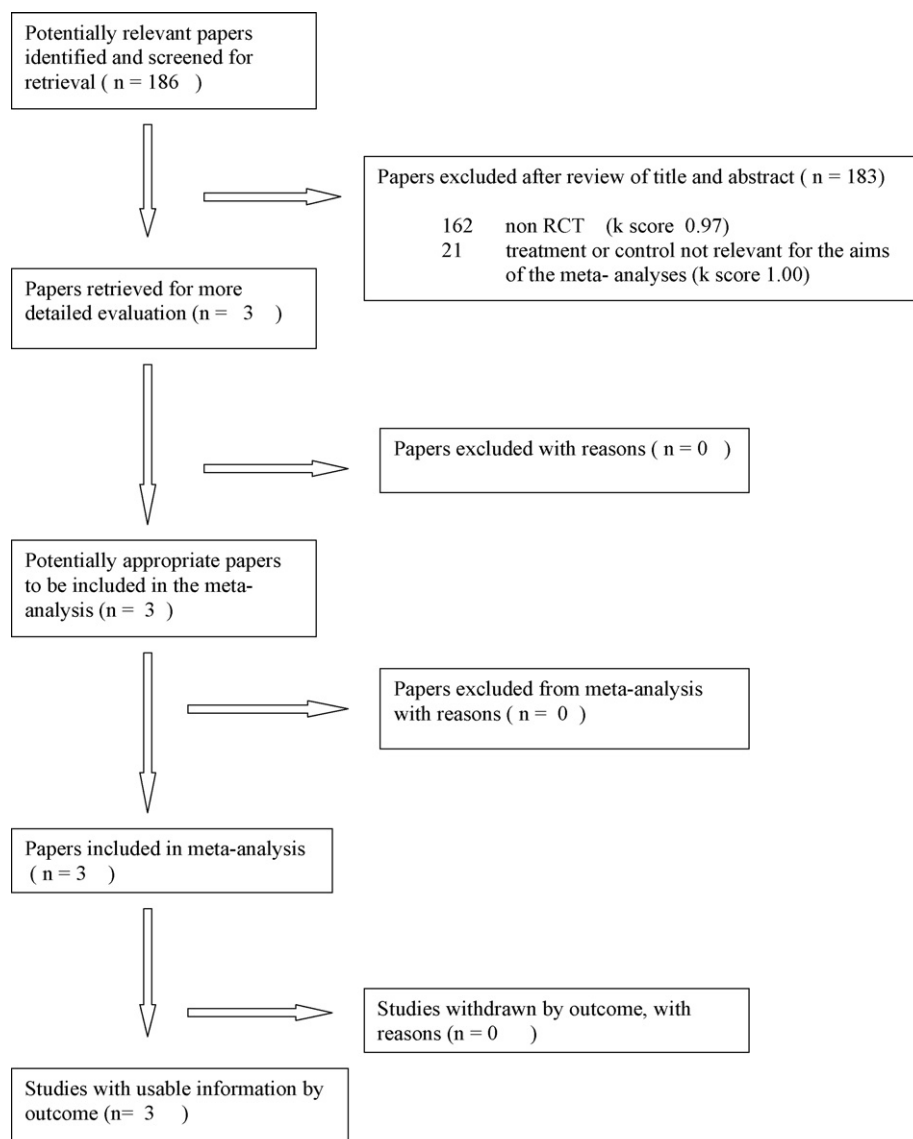 Potentially relevant papers
identified and screened for
retrieval ( n = 186 )
Papers excluded after review of title and abstract ( n = 183)
162 non RCT (k score 0.97)
21 treatment or control not relevant for the aims
of the meta- analyses (k score 1.00)
Papers retrieved for more
detailed evaluation (n = 3 )
Papers excluded with reasons ( n = 0 )
Potentially appropriate papers
to be included in the meta-
analysis (n = 3 )
Papers excluded from meta-analysis
with reasons ( n = 0 )
Papers included in meta-analysis
( n = 3 )
Studies withdrawn by outcome, with
reasons (n = 0 )
Studies with usable information by
outcome (n= 3 )